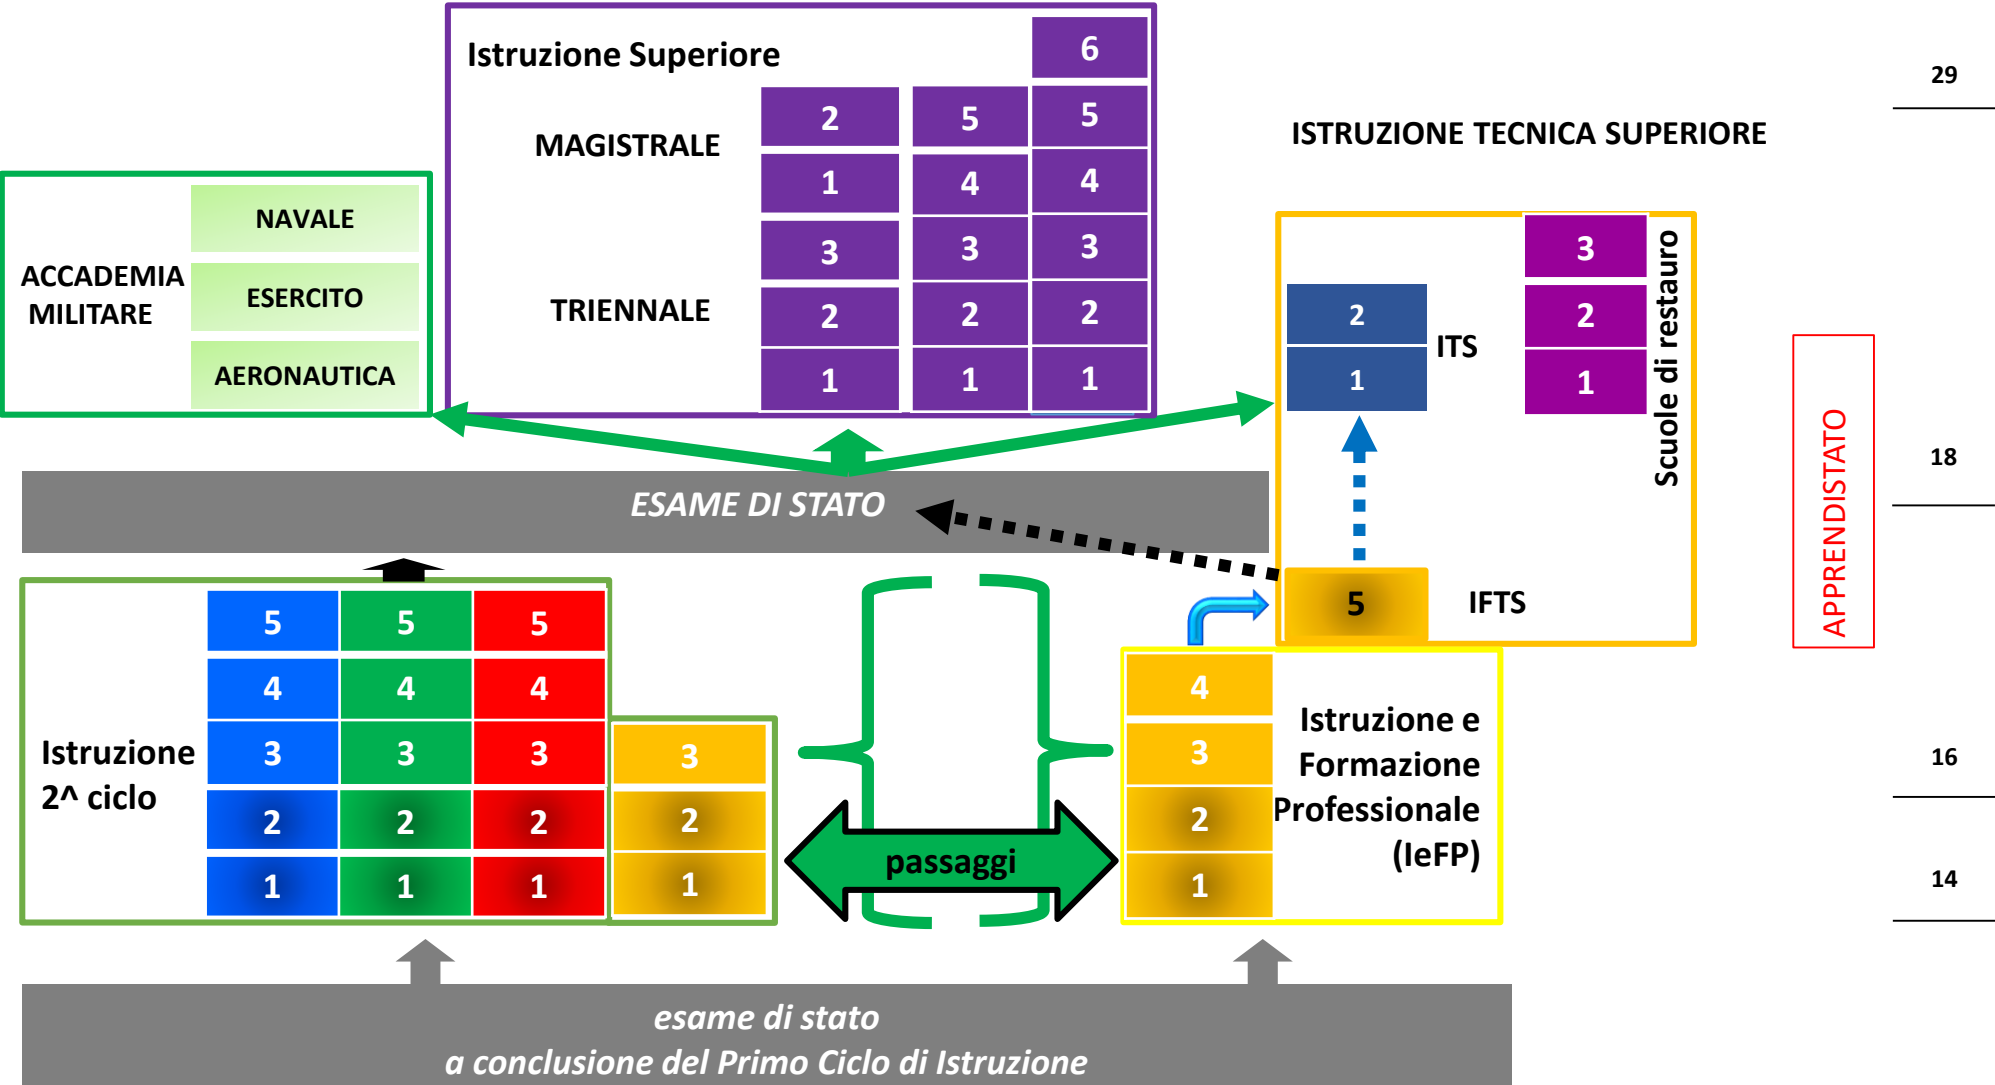 Istruzione Superiore
6
29
2 5 5
MAGISTRALE
ISTRUZIONE TECNICA SUPERIORE
1 4 4
NAVALE
3 3 3
3
ACCADEMIA
MILITARE
ESERCITO
TRIENNALE
2 2 2
2
ITS
2
Scuole di restauro
AERONAUTICA
1 1 1
1
1
APPRENDISTATO
18
ESAME DI STATO
5
IFTS
5 5 5
4 4 4
4
Istruzione
2^ ciclo
3 3 3 3
3
Istruzione e
Formazione
Professionale
(IeFP)
16
2 2 2 2
2
passaggi
1 1 1 1
1
14
esame di stato
a conclusione del Primo Ciclo di Istruzione